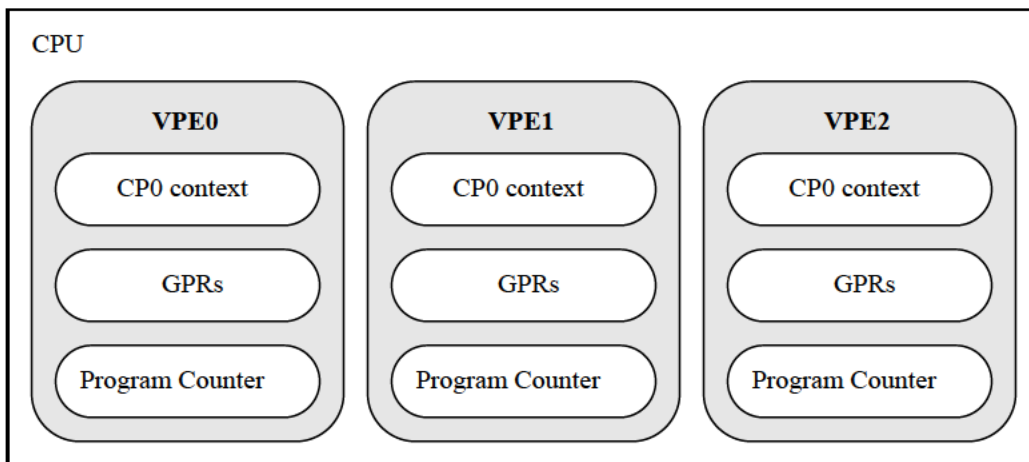 CPU
VPE0
CP0 context
GPRs
Program Counter
VPE1
CP0 context
GPRs
Program Counter
VPE2
CP0 context
GPRs
Program Counter